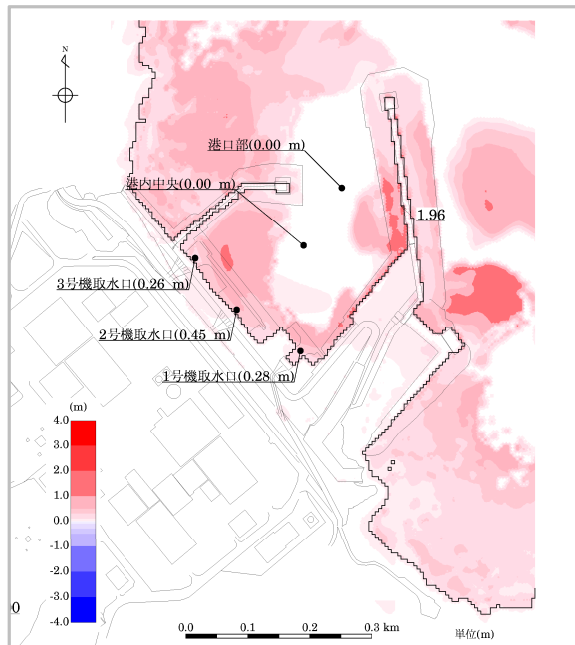 N
港口部(0.00 m)
港内中央(0.00 m)
1.96
3号機取水口(0.26 m)
2号機取水口(0.45 m)
1号機取水口(0.28 m)
(m)
4.0
3.0
2.0
1.0
0.0
-1.0
-2.0
-3.0
-4.0
0.0 0.1 0.2 0.3 km
単位(m)